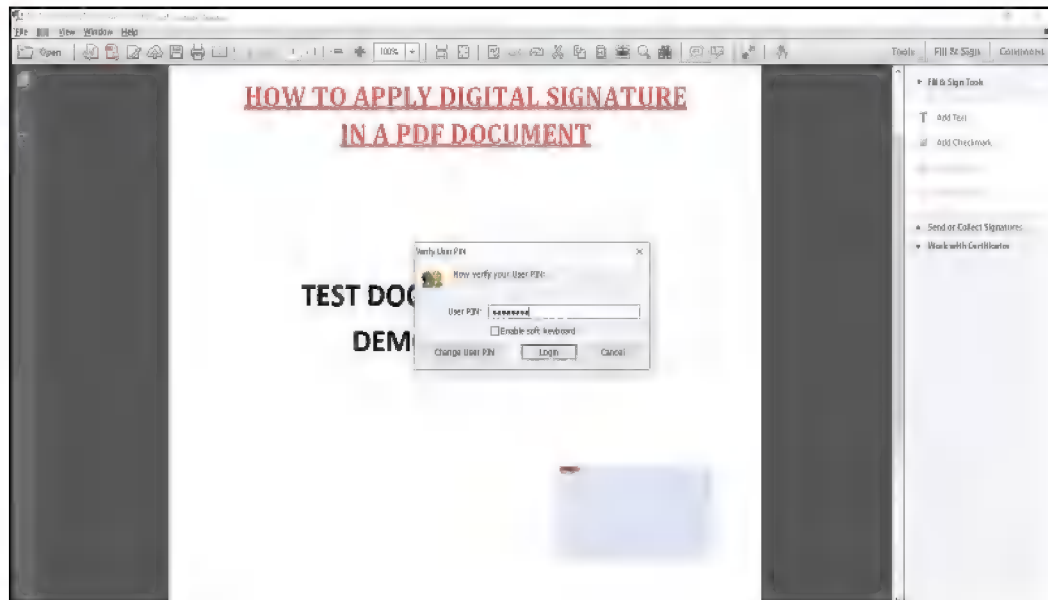 View Window Help
Open
100%
Tools Fill & Sign Comment
HOW TO APPLY DIGITAL SIGNATURE
IN A PDF DOCUMENT
Fill & Sign Tools
Add Text
Add Checkmark
Send or Collect Signatures
Work with Certificates
Verify User PIN
Now verify your User PIN:
User PIN: ********
Enable soft keyboard
Change User PIN Login Cancel
TEST DOC
DEM